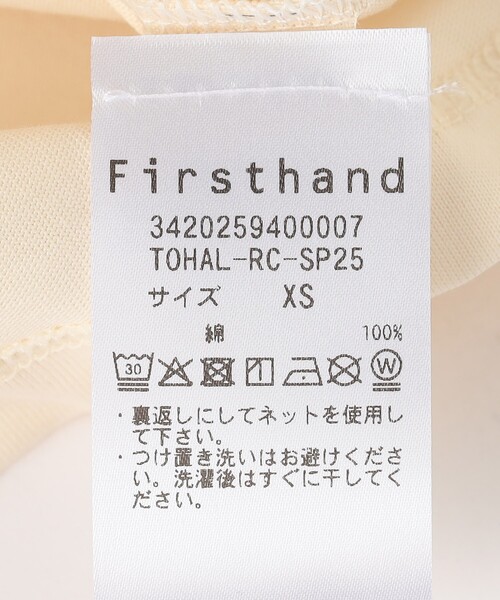 Firsthand
3420259400007
TOHAL-RC-SP25
サイズ XS
綿 100%
30 W
・裏返しにしてネットを使用し
て下さい。
・つけ置き洗いはお避けくださ
い。洗濯後はすぐに干してく
ださい。